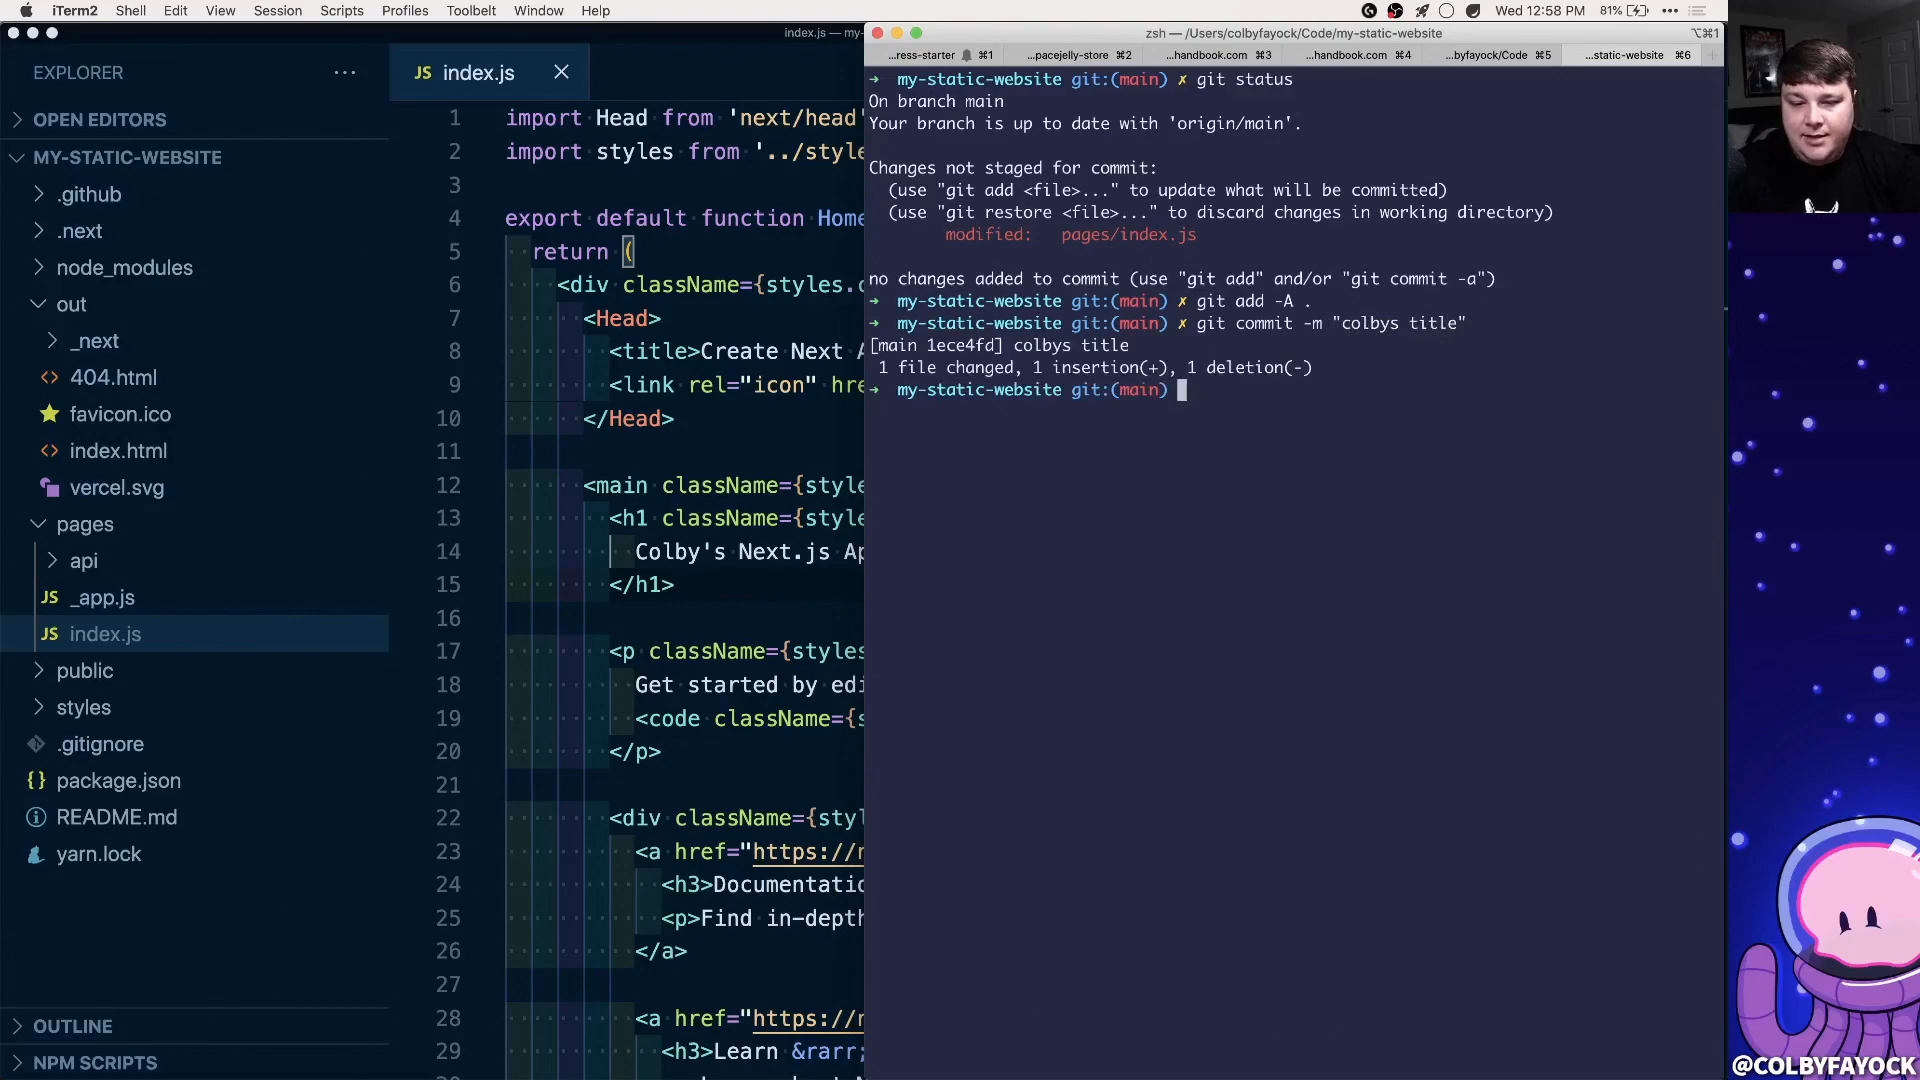 iTerm2 Shell Edit View Session Scripts Profiles Toolbelt Window Help
Wed 12:58 PM 81%
index.js — my-
zsh — /Users/colbyfayock/Code/my-static-website ⌥⌘1
...ress-starter ⌘1 ...pacejelly-store ⌘2 ...handbook.com ⌘3 ...handbook.com ⌘4 ...byfayock/Code ⌘5 ...static-website ⌘6
EXPLORER
OPEN EDITORS
MY-STATIC-WEBSITE
.github
.next
node_modules
out
_next
404.html
favicon.ico
index.html
vercel.svg
pages
api
JS _app.js
JS index.js
public
styles
.gitignore
{} package.json
README.md
yarn.lock
OUTLINE
NPM SCRIPTS
JS index.js
1 import Head from 'next/head'
2 import styles from '../style
3
4 export default function Home
5 return (
6 <div className={styles.c
7 <Head>
8 <title>Create Next A
9 <link rel="icon" hre
10 </Head>
11
12 <main className={style
13 <h1 className={style
14 Colby's Next.js Ap
15 </h1>
16
17 <p className={styles
18 Get started by edi
19 <code className={s
20 </p>
21
22 <div className={styl
23 <a href="https://n
24 <h3>Documentatio
25 <p>Find in-depth
26 </a>
27
28 <a href="https://n
29 <h3>Learn &rarr;
➜ my-static-website git:(main) ✗ git status
On branch main
Your branch is up to date with 'origin/main'.
Changes not staged for commit:
(use "git add <file>..." to update what will be committed)
(use "git restore <file>..." to discard changes in working directory)
modified: pages/index.js
no changes added to commit (use "git add" and/or "git commit -a")
➜ my-static-website git:(main) ✗ git add -A .
➜ my-static-website git:(main) ✗ git commit -m "colbys title"
[main 1ece4fd] colbys title
1 file changed, 1 insertion(+), 1 deletion(-)
➜ my-static-website git:(main)
@COLBYFAYOCK